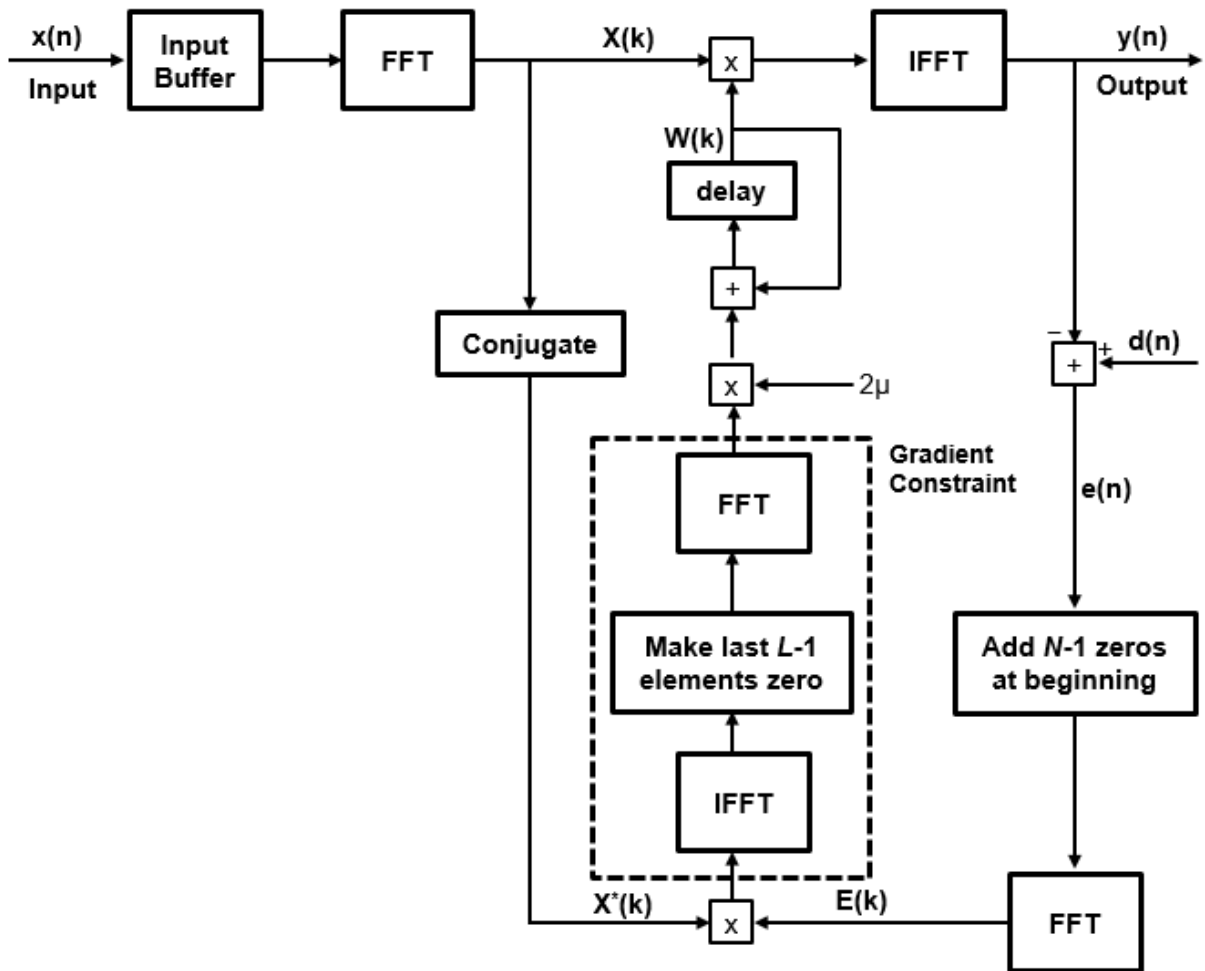 x(n)
Input
Input
Buffer
FFT
X(k)
x
IFFT
y(n)
Output
W(k)
delay
+
Conjugate
x
2μ
−
+
+
d(n)
Gradient
Constraint
FFT
e(n)
Make last L-1
elements zero
Add N-1 zeros
at beginning
IFFT
X*(k)
x
E(k)
FFT